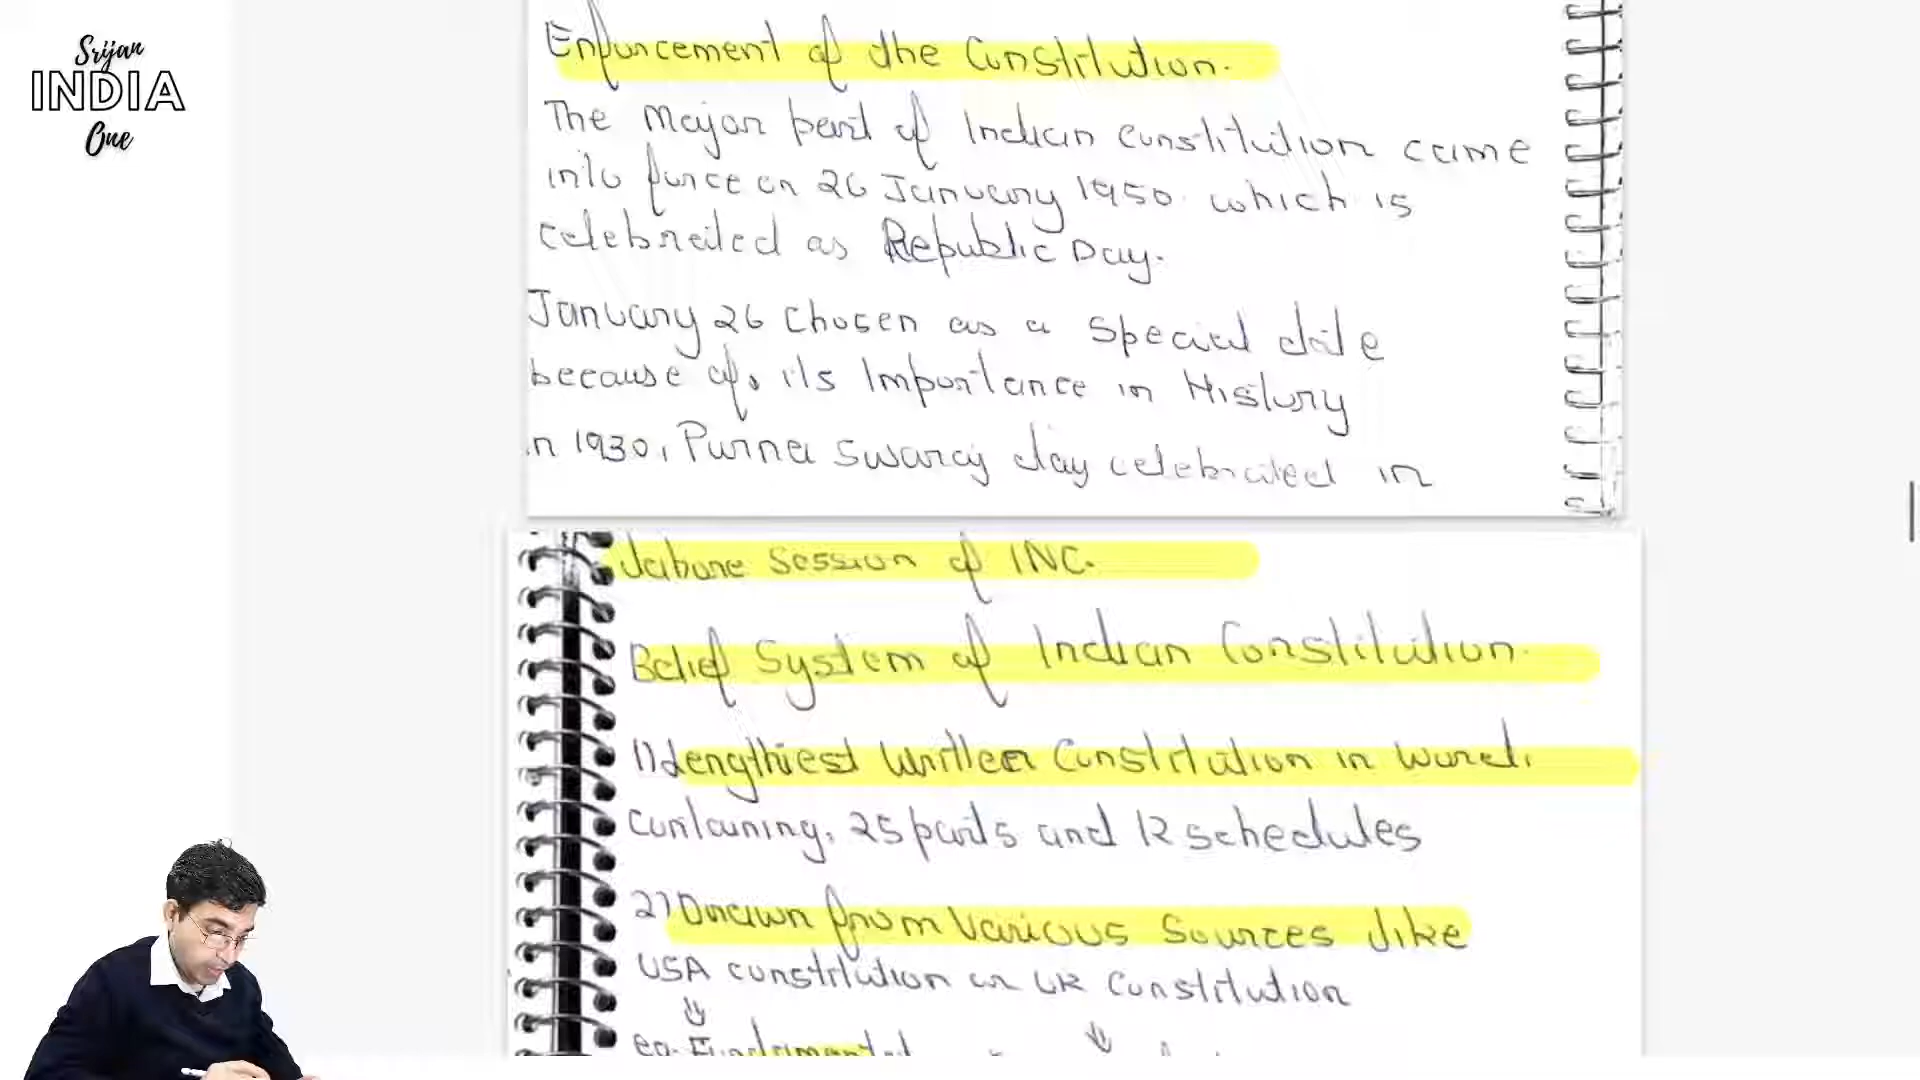 Srijan
INDIA
One
Enforcement of the Constitution.
The Major part of Indian constitution came
into force on 26 January 1950. which is
celebrated as Republic Day.
January 26 chosen as a special date
because of, its Importance in History
in 1930, Purna Swaraj day celebrated in
Lahore Session of INC.
Belief System of Indian Constitution.
1) Lengthiest Written Constitution in World.
containing, 25 parts and 12 schedules
2) Drawn from Various Sources like
USA constitution or UK Constitution
eg. Fundamental